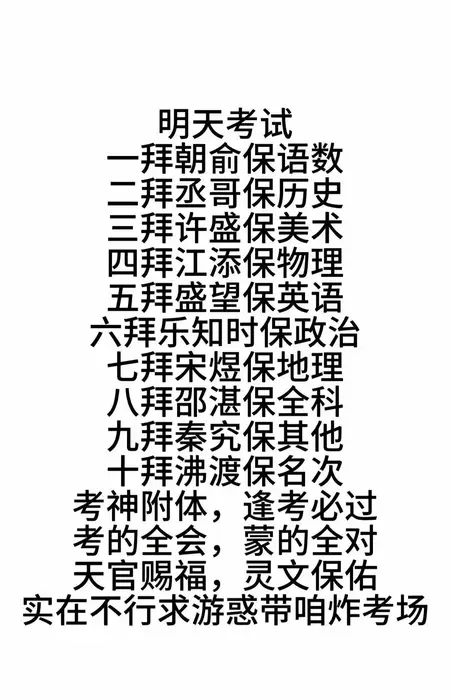 明天考试
一拜朝俞保语数
二拜丞哥保历史
三拜许盛保美术
四拜江添保物理
五拜盛望保英语
六拜乐知时保政治
七拜宋煜保地理
八拜邵湛保全科
九拜秦究保其他
十拜沸渡保名次
考神附体，逢考必过
考的全会，蒙的全对
天官赐福，灵文保佑
实在不行求游惑带咱炸考场